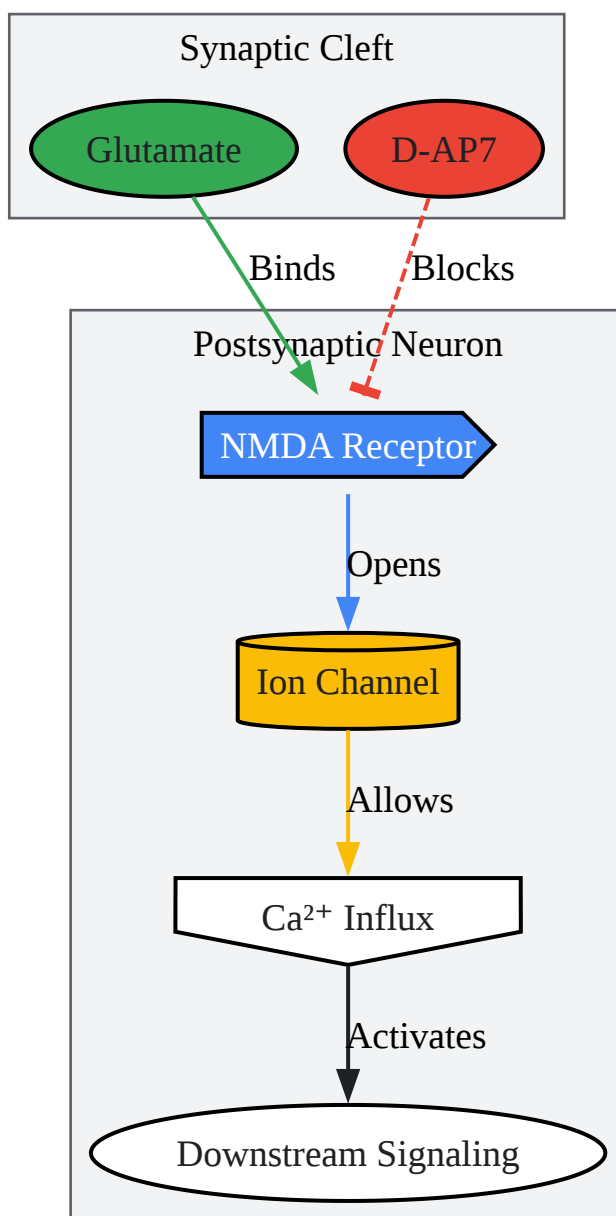 Synaptic Cleft
Glutamate
D-AP7
Binds
Blocks
Postsynaptic Neuron
NMDA Receptor
Opens
Ion Channel
Allows
Ca²⁺ Influx
Activates
Downstream Signaling